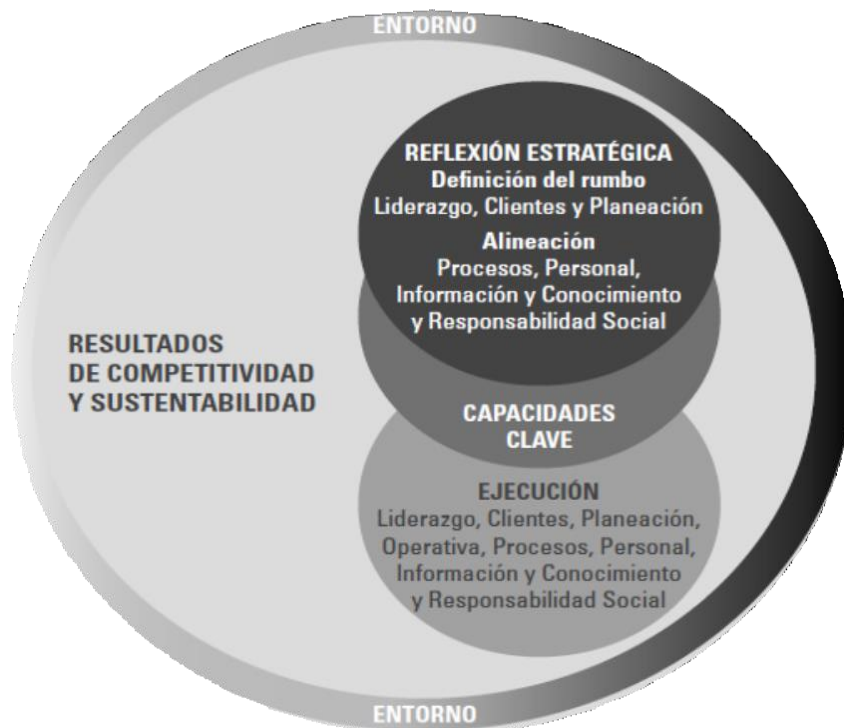 ENTORNO
REFLEXIÓN ESTRATÉGICA
Definición del rumbo
Liderazgo, Clientes y Planeación
Alineación
Procesos, Personal,
Información y Conocimiento
y Responsabilidad Social
RESULTADOS
DE COMPETITIVIDAD
Y SUSTENTABILIDAD
CAPACIDADES
CLAVE
EJECUCIÓN
Liderazgo, Clientes, Planeación,
Operativa, Procesos, Personal,
Información y Conocimiento
y Responsabilidad Social
ENTORNO